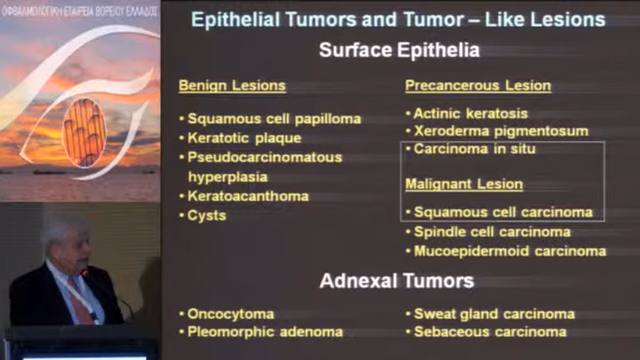 ΟΦΘΑΛΜΟΛΟΓΙΚΗ ΕΤΑΙΡΕΙΑ ΒΟΡΕΙΟΥ ΕΛΛΑΔΟΣ
Epithelial Tumors and Tumor – Like Lesions
Surface Epithelia
Benign Lesions
• Squamous cell papilloma
• Keratotic plaque
• Pseudocarcinomatous
hyperplasia
• Keratoacanthoma
• Cysts
Precancerous Lesion
• Actinic keratosis
• Xeroderma pigmentosum
• Carcinoma in situ
Malignant Lesion
• Squamous cell carcinoma
• Spindle cell carcinoma
• Mucoepidermoid carcinoma
Adnexal Tumors
• Oncocytoma
• Pleomorphic adenoma
• Sweat gland carcinoma
• Sebaceous carcinoma